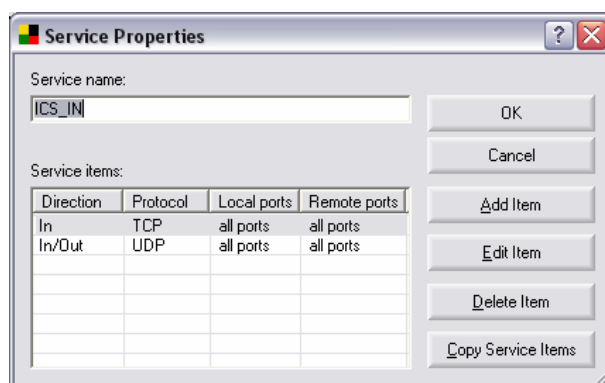 Service Properties
Service name:
ICS_IN
OK
Cancel
Service items:
Direction Protocol Local ports Remote ports
In TCP all ports all ports
In/Out UDP all ports all ports
Add Item
Edit Item
Delete Item
Copy Service Items